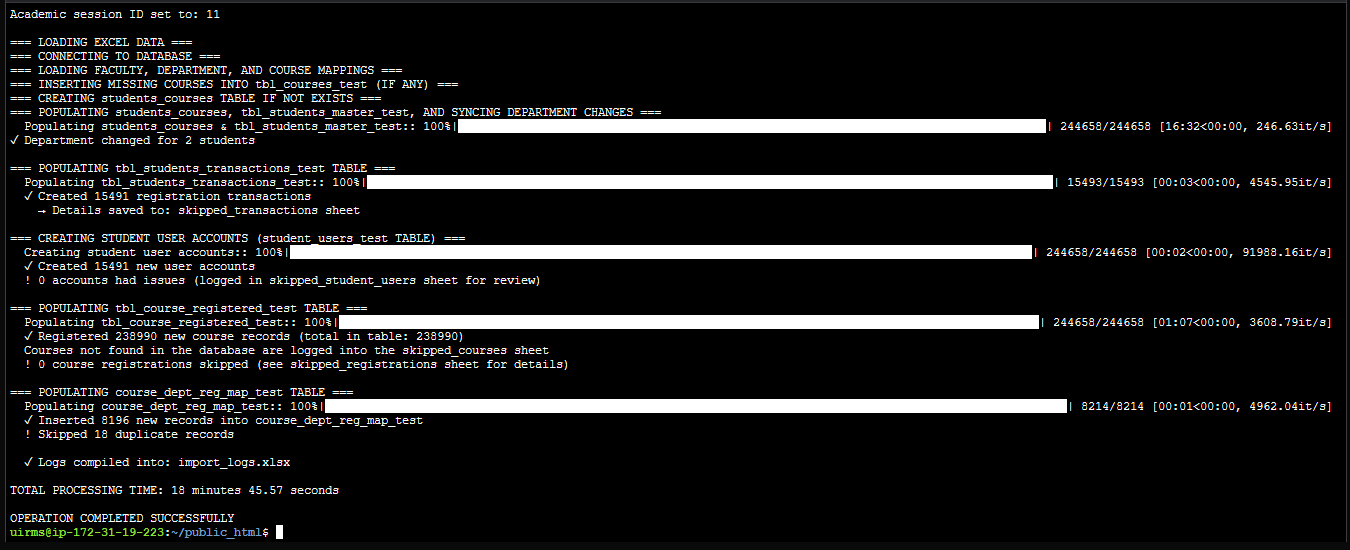 Academic session ID set to: 11
=== LOADING EXCEL DATA ===
=== CONNECTING TO DATABASE ===
=== LOADING FACULTY, DEPARTMENT, AND COURSE MAPPINGS ===
=== INSERTING MISSING COURSES INTO tbl_courses_test (IF ANY) ===
=== CREATING students_courses TABLE IF NOT EXISTS ===
=== POPULATING students_courses, tbl_students_master_test, AND SYNCING DEPARTMENT CHANGES ===
Populating students_courses & tbl_students_master_test:: 100%| | 244658/244658 [16:32<00:00, 246.63it/s]
✓ Department changed for 2 students
=== POPULATING tbl_students_transactions_test TABLE ===
Populating tbl_students_transactions_test:: 100%| | 15493/15493 [00:03<00:00, 4545.95it/s]
✓ Created 15491 registration transactions
→ Details saved to: skipped_transactions sheet
=== CREATING STUDENT USER ACCOUNTS (student_users_test TABLE) ===
Creating student user accounts:: 100%| | 244658/244658 [00:02<00:00, 91988.16it/s]
✓ Created 15491 new user accounts
! 0 accounts had issues (logged in skipped_student_users sheet for review)
=== POPULATING tbl_course_registered_test TABLE ===
Populating tbl_course_registered_test:: 100%| | 244658/244658 [01:07<00:00, 3608.79it/s]
✓ Registered 238990 new course records (total in table: 238990)
Courses not found in the database are logged into the skipped_courses sheet
! 0 course registrations skipped (see skipped_registrations sheet for details)
=== POPULATING course_dept_reg_map_test TABLE ===
Populating course_dept_reg_map_test:: 100%| | 8214/8214 [00:01<00:00, 4962.04it/s]
✓ Inserted 8196 new records into course_dept_reg_map_test
! Skipped 18 duplicate records
✓ Logs compiled into: import_logs.xlsx
TOTAL PROCESSING TIME: 18 minutes 45.57 seconds
OPERATION COMPLETED SUCCESSFULLY
uirms@ip-172-31-19-223:~/public_html$